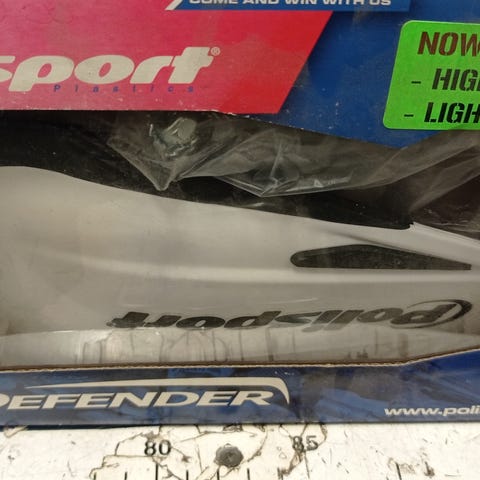 COME AND WIN WITH US
sport®
Plastics
NOW
- HIGH
- LIGH
Polisport
DEFENDER
www.poli
80 85